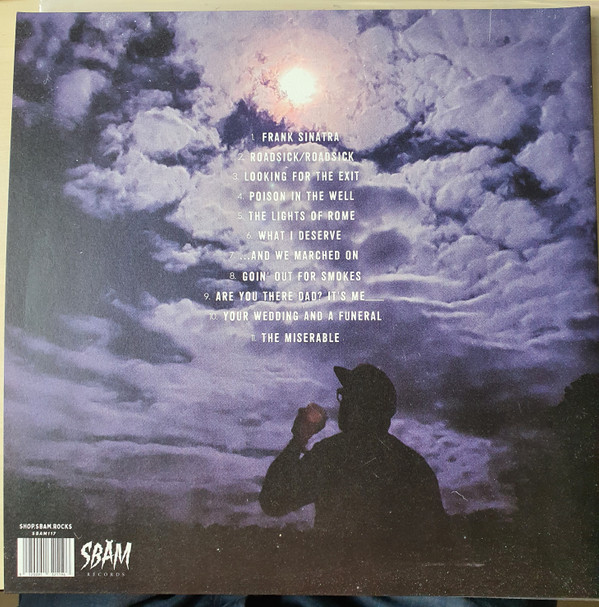 1. FRANK SINATRA
2. ROADSICK/ROADSICK
3. LOOKING FOR THE EXIT
4. POISON IN THE WELL
5. THE LIGHTS OF ROME
6. WHAT I DESERVE
7. ...AND WE MARCHED ON
8. GOIN' OUT FOR SMOKES
9. ARE YOU THERE DAD? IT'S ME___
10. YOUR WEDDING AND A FUNERAL
11. THE MISERABLE
SHOP.SBAM.ROCKS
SBAM117
SBÄM
RECORDS